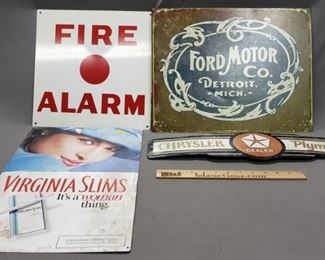 FIRE
ALARM
FORD MOTOR
CO.
DETROIT.
MICH.
CHRYSLER
DEALER
Plym
VIRGINIA SLIMS
It's a woman
thing.